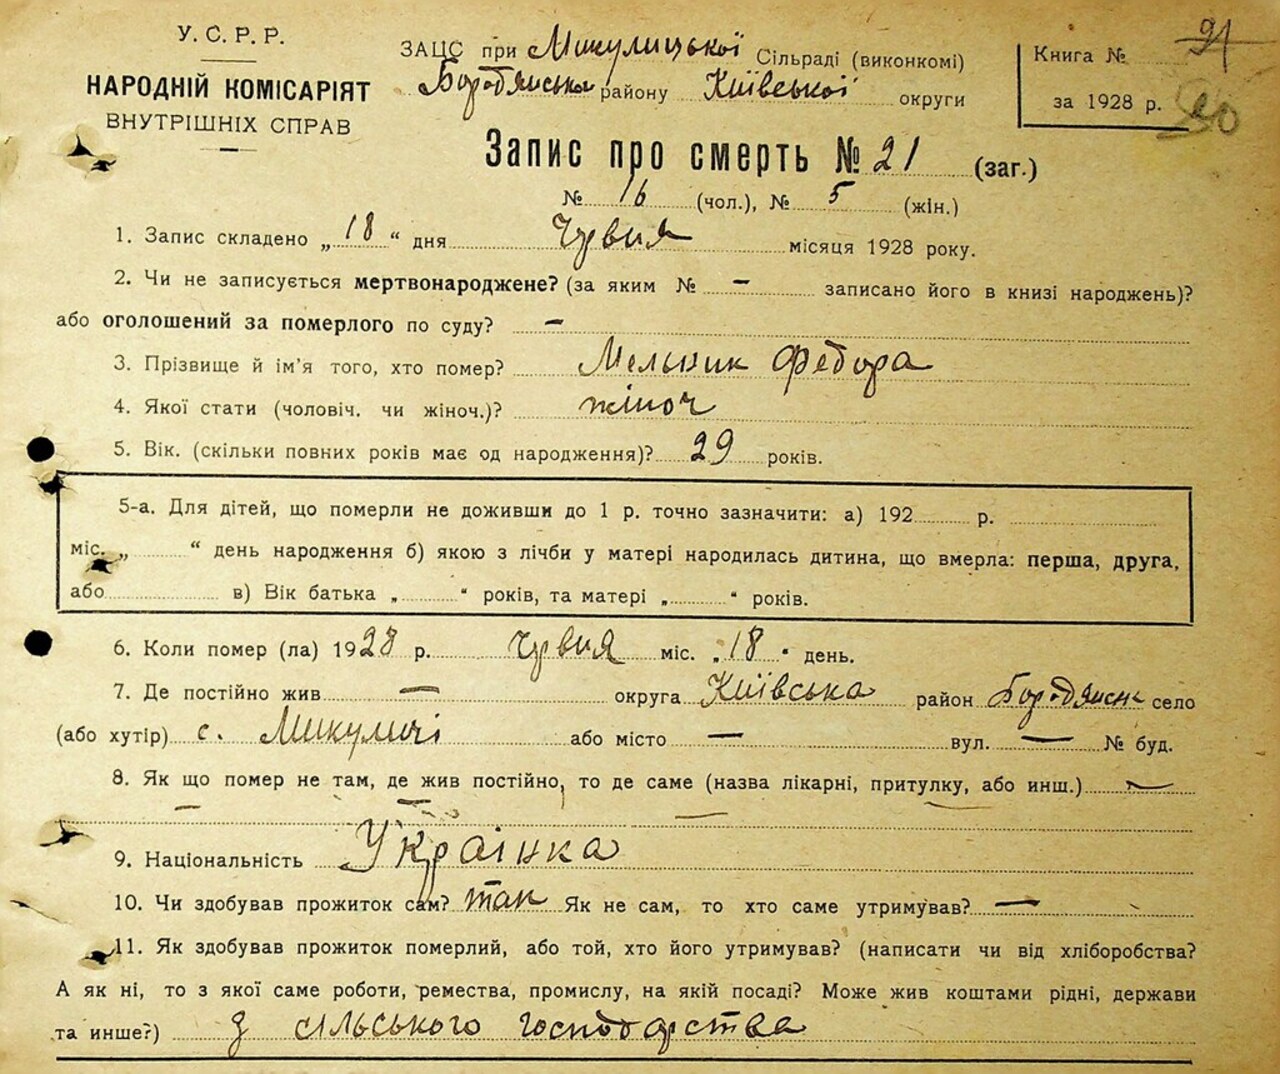 У. С. Р. Р.
НАРОДНІЙ КОМІСАРІЯТ
ВНУТРІШНІХ СПРАВ
ЗАЦС при Микулицької Сільраді (виконкомі)
Бородянська району Київської округи
Книга № 91
за 1928 р.
Запис про смерть № 21 (заг.)
№ 16 (чол.), № 5 (жін.)
1. Запис складено „ 18 “ дня Червня місяця 1928 року.
2. Чи не записується мертвонароджене? (за яким № — записано його в книзі народжень)?
або оголошений за померлого по суду? —
3. Прізвище й ім'я того, хто помер? Мельник Федора
4. Якої стати (чоловіч. чи жіноч.)? жіноч
5. Вік. (скільки повних років має од народження)? 29 років.
5-а. Для дітей, що померли не доживши до 1 р. точно зазначити: а) 192 р.
міс. „ “ день народження б) якою з лічби у матері народилась дитина, що вмерла: перша, друга,
або в) Вік батька „ “ років, та матері „ “ років.
6. Коли помер (ла) 1928 р. Червня міс. „ 18 “ день.
7. Де постійно жив — округа Київська район Бородянськ село
(або хутір) с. Микуличі або місто — вул. — № буд.
8. Як що помер не там, де жив постійно, то де саме (назва лікарні, притулку, або инш.) —
— — —
9. Національність Українка
10. Чи здобував прожиток сам? так Як не сам, то хто саме утримував? —
11. Як здобував прожиток померлий, або той, хто його утримував? (написати чи від хліборобства?
А як ні, то з якої саме роботи, ремества, промислу, на якій посаді? Може жив коштами рідні, держави
та инше?) з сільського господарства